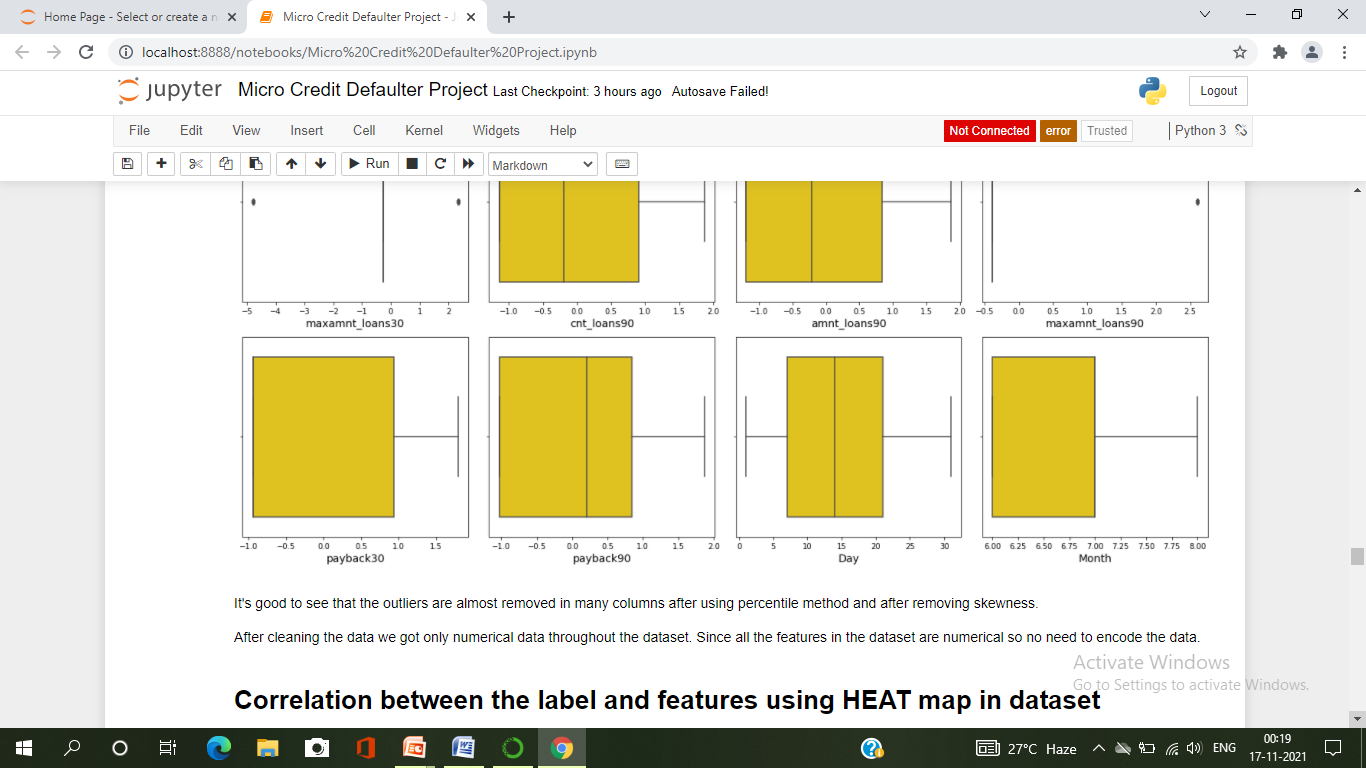 Home Page - Select or create a n
Micro Credit Defaulter Project - J
localhost:8888/notebooks/Micro%20Credit%20Defaulter%20Project.ipynb
jupyter Micro Credit Defaulter Project Last Checkpoint: 3 hours ago Autosave Failed! Logout
File Edit View Insert Cell Kernel Widgets Help Not Connected error Trusted Python 3
Run Markdown
−5 −4 −3 −2 −1 0 1 2
maxamnt_loans30
−1.0 −0.5 0.0 0.5 1.0 1.5 2.0
cnt_loans90
−1.0 −0.5 0.0 0.5 1.0 1.5 2.0
amnt_loans90
−0.5 0.0 0.5 1.0 1.5 2.0 2.5
maxamnt_loans90
−1.0 −0.5 0.0 0.5 1.0 1.5
payback30
−1.0 −0.5 0.0 0.5 1.0 1.5 2.0
payback90
0 5 10 15 20 25 30
Day
6.00 6.25 6.50 6.75 7.00 7.25 7.50 7.75 8.00
Month
It's good to see that the outliers are almost removed in many columns after using percentile method and after removing skewness.
After cleaning the data we got only numerical data throughout the dataset. Since all the features in the dataset are numerical so no need to encode the data.
Activate Windows
Go to Settings to activate Windows.
Correlation between the label and features using HEAT map in dataset
27°C Haze ENG 00:19
17-11-2021